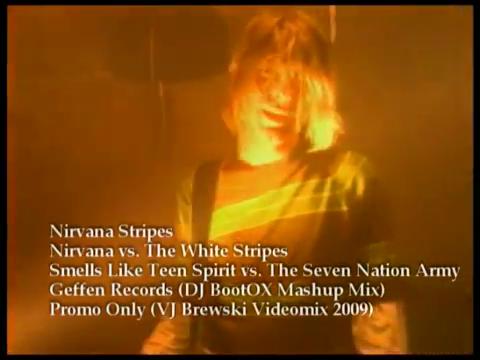 Nirvana Stripes
Nirvana vs. The White Stripes
Smells Like Teen Spirit vs. The Seven Nation Army
Geffen Records (DJ BootOX Mashup Mix)
Promo Only (VJ Brewski Videomix 2009)